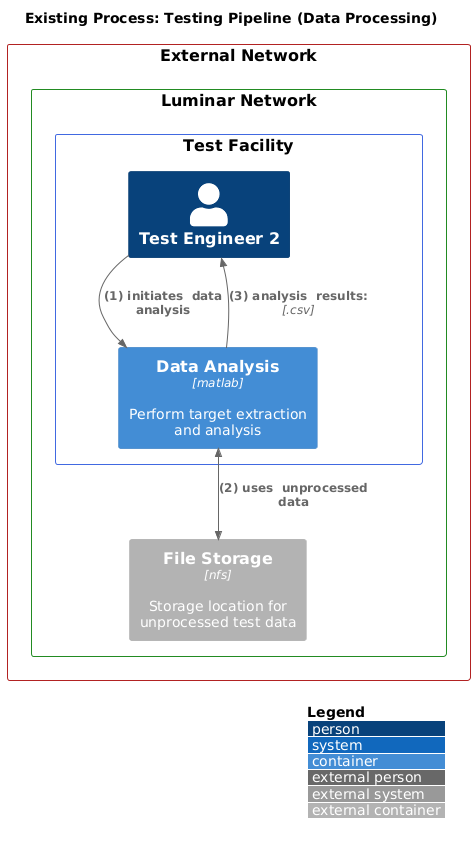 Existing Process: Testing Pipeline (Data Processing)
External Network
Luminar Network
Test Facility
Test Engineer 2
(1) initiates data
analysis
(3) analysis results:
[.csv]
Data Analysis
[matlab]
Perform target extraction
and analysis
(2) uses unprocessed
data
File Storage
[nfs]
Storage location for
unprocessed test data
Legend
person
system
container
external person
external system
external container